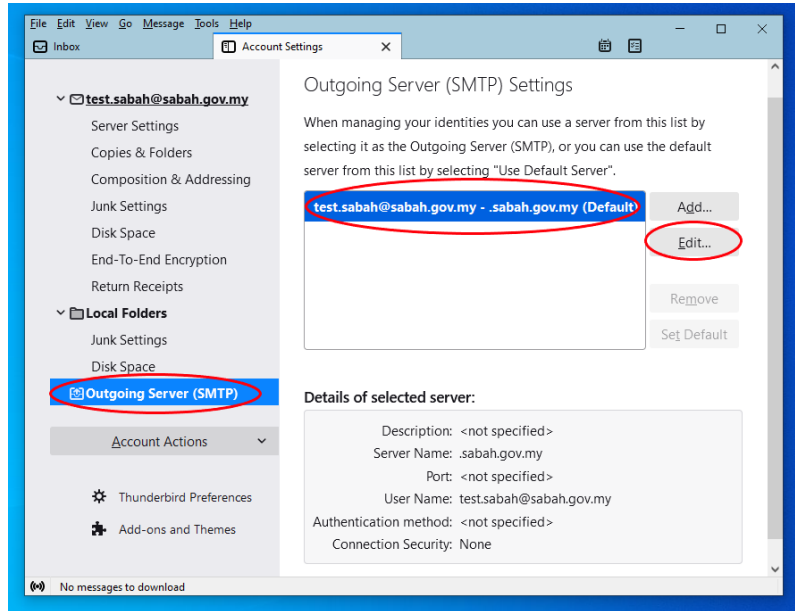 File Edit View Go Message Tools Help
Inbox
Account Settings
test.sabah@sabah.gov.my
Server Settings
Copies & Folders
Composition & Addressing
Junk Settings
Disk Space
End-To-End Encryption
Return Receipts
Local Folders
Junk Settings
Disk Space
Outgoing Server (SMTP)
Account Actions
Thunderbird Preferences
Add-ons and Themes
Outgoing Server (SMTP) Settings
When managing your identities you can use a server from this list by
selecting it as the Outgoing Server (SMTP), or you can use the default
server from this list by selecting "Use Default Server".
test.sabah@sabah.gov.my - .sabah.gov.my (Default)
Add...
Edit...
Remove
Set Default
Details of selected server:
Description: <not specified>
Server Name: .sabah.gov.my
Port: <not specified>
User Name: test.sabah@sabah.gov.my
Authentication method: <not specified>
Connection Security: None
No messages to download